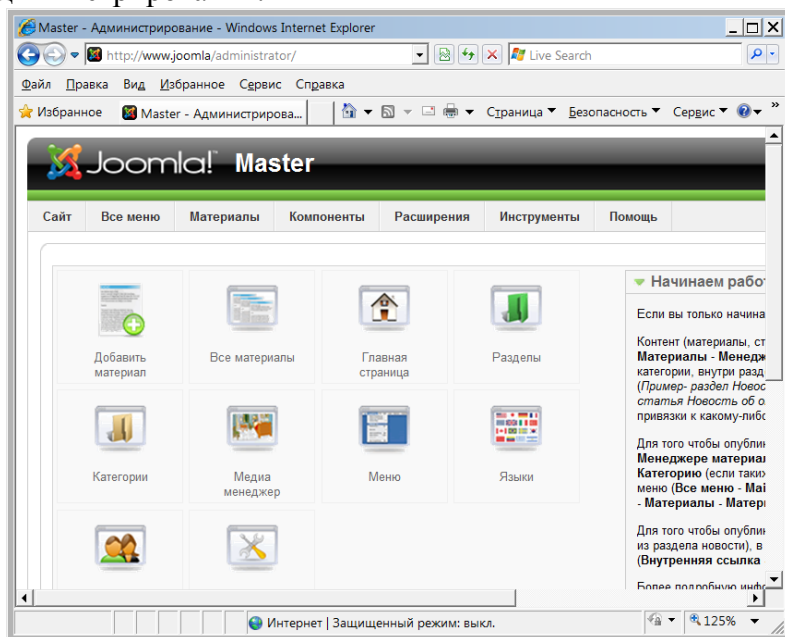 Master - Администрирование - Windows Internet Explorer
http://www.joomla/administrator/
Live Search
Файл Правка Вид Избранное Сервис Справка
Избранное Master - Администрирова... Страница Безопасность Сервис »
Joomla! Master
Сайт Все меню Материалы Компоненты Расширения Инструменты Помощь
Добавить
материал
Все материалы
Главная
страница
Разделы
Категории
Медиа
менеджер
Меню
Языки
Начинаем рабо
Если вы только начина
Контент (материалы, ст
Материалы - Менедж
категории, внутри разд
(Пример- раздел Новос
статья Новость об о
привязки к какому-либо
Для того чтобы опублик
Менеджере материал
Категорию (если таких
меню (Все меню - Mai
- Материалы - Матер
Для того чтобы опублик
из раздела новости), в
(Внутренняя ссылка
Более подробную инфо
Интернет | Защищенный режим: выкл.
125%